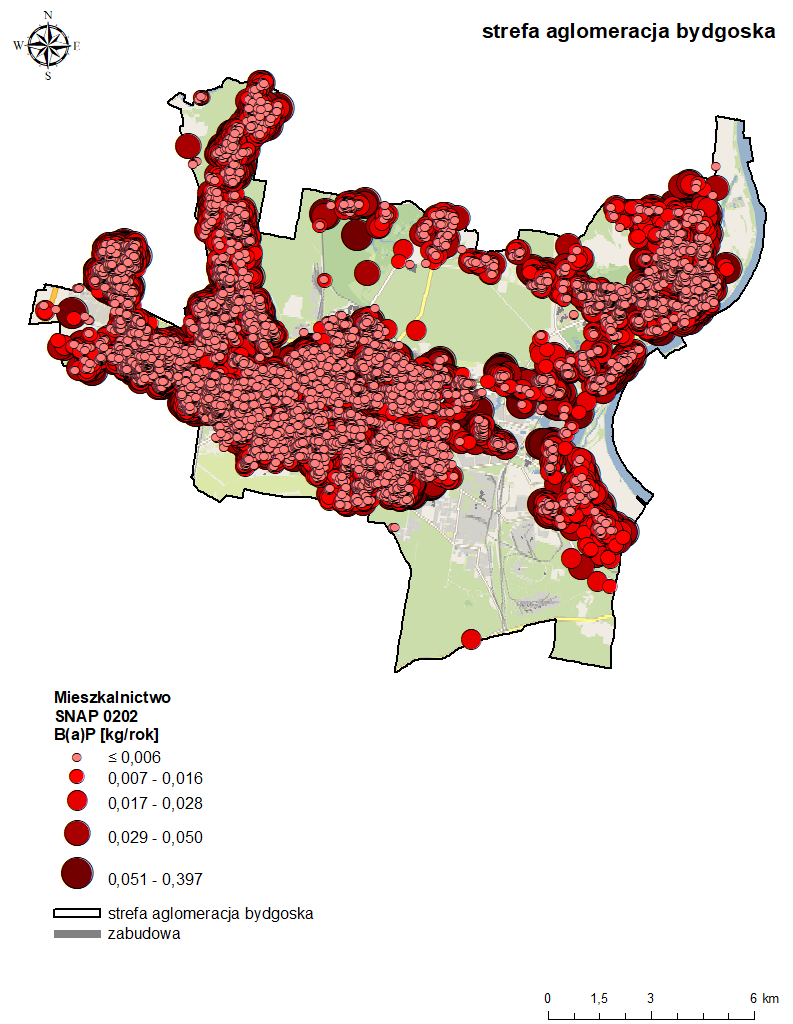 N
W E
S
strefa aglomeracja bydgoska
Mieszkalnictwo
SNAP 0202
B(a)P [kg/rok]
≤ 0,006
0,007 - 0,016
0,017 - 0,028
0,029 - 0,050
0,051 - 0,397
strefa aglomeracja bydgoska
zabudowa
0 1,5 3 6 km